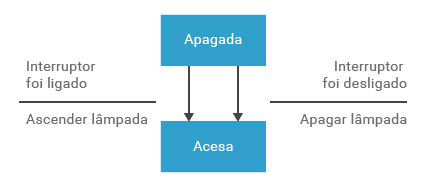 Apagada
Interruptor
foi ligado
Ascender lâmpada
Interruptor
foi desligado
Apagar lâmpada
Acesa